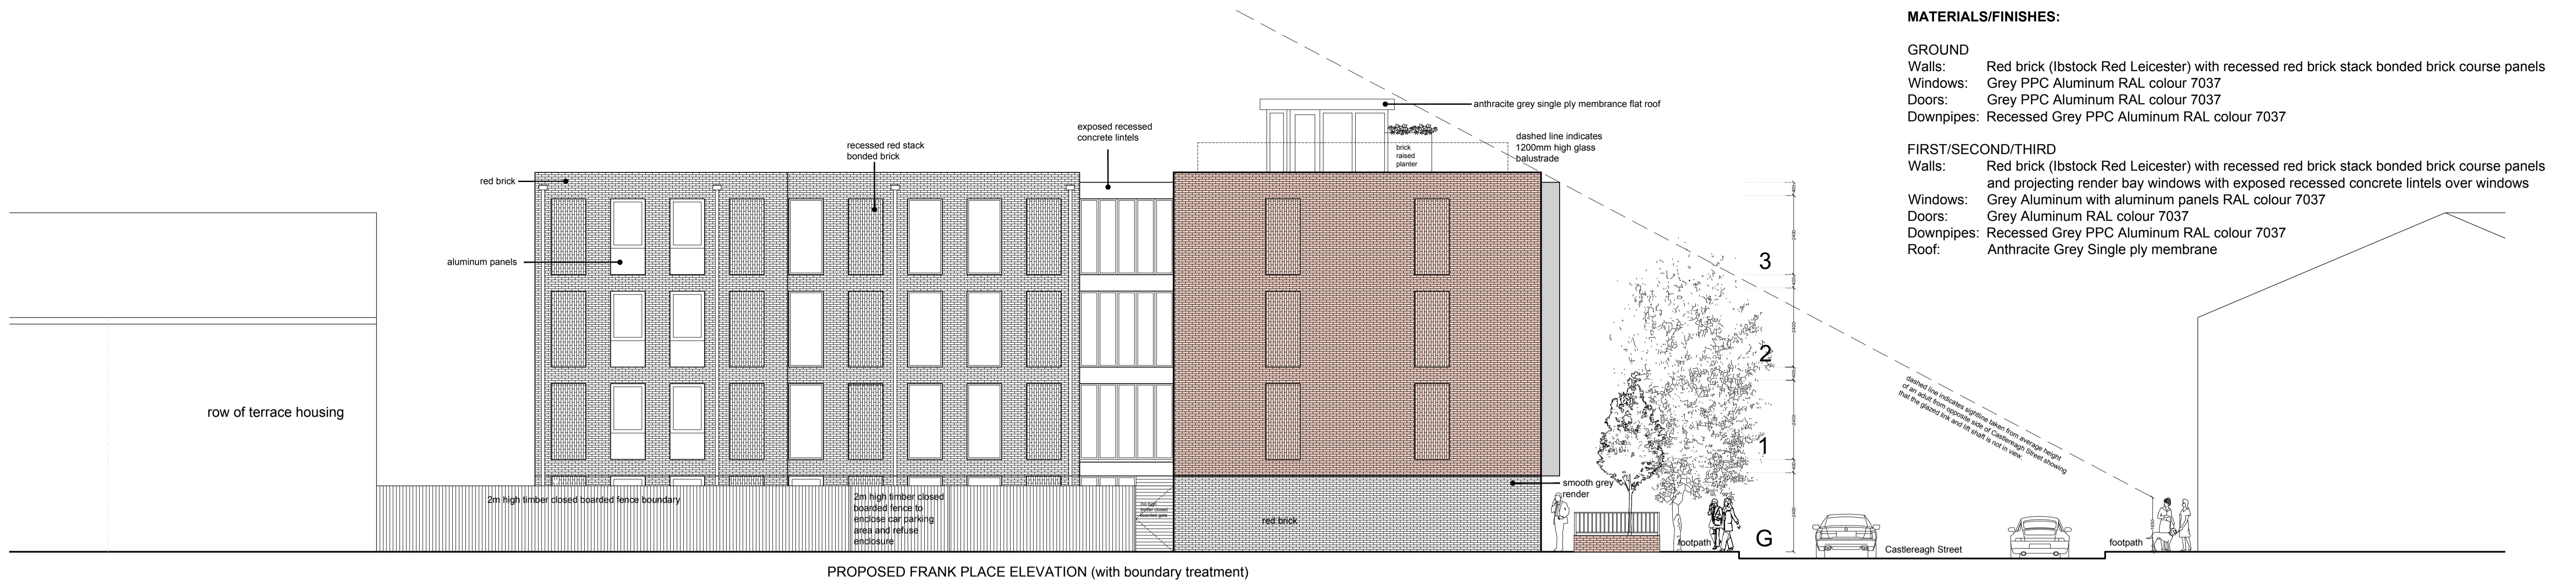 MATERIALS/FINISHES:
GROUND
Walls: Red brick (Ibstock Red Leicester) with recessed red brick stack bonded brick course panels
Windows: Grey PPC Aluminum RAL colour 7037
Doors: Grey PPC Aluminum RAL colour 7037
Downpipes: Recessed Grey PPC Aluminum RAL colour 7037
FIRST/SECOND/THIRD
Walls: Red brick (Ibstock Red Leicester) with recessed red brick stack bonded brick course panels
and projecting render bay windows with exposed recessed concrete lintels over windows
Windows: Grey Aluminum with aluminum panels RAL colour 7037
Doors: Grey Aluminum RAL colour 7037
Downpipes: Recessed Grey PPC Aluminum RAL colour 7037
Roof: Anthracite Grey Single ply membrane
anthracite grey single ply membrance flat roof
exposed recessed
concrete lintels
dashed line indicates
1200mm high glass
balustrade
recessed red stack
bonded brick
brick
raised
planter
red brick
aluminum panels
3
2
1
G
2400
2400
2400
2400
row of terrace housing
dashed line indicates sightline taken from average height
of an adult from opposite side of Castlereagh Street showing
that the glazed link and lift shaft is not in view.
2m high timber closed boarded fence boundary
2m high timber closed
boarded fence to
enclose car parking
area and refuse
enclosure
2m high
timber closed
boarded gate
smooth grey
render
red brick
footpath
Castlereagh Street
footpath
PROPOSED FRANK PLACE ELEVATION (with boundary treatment)